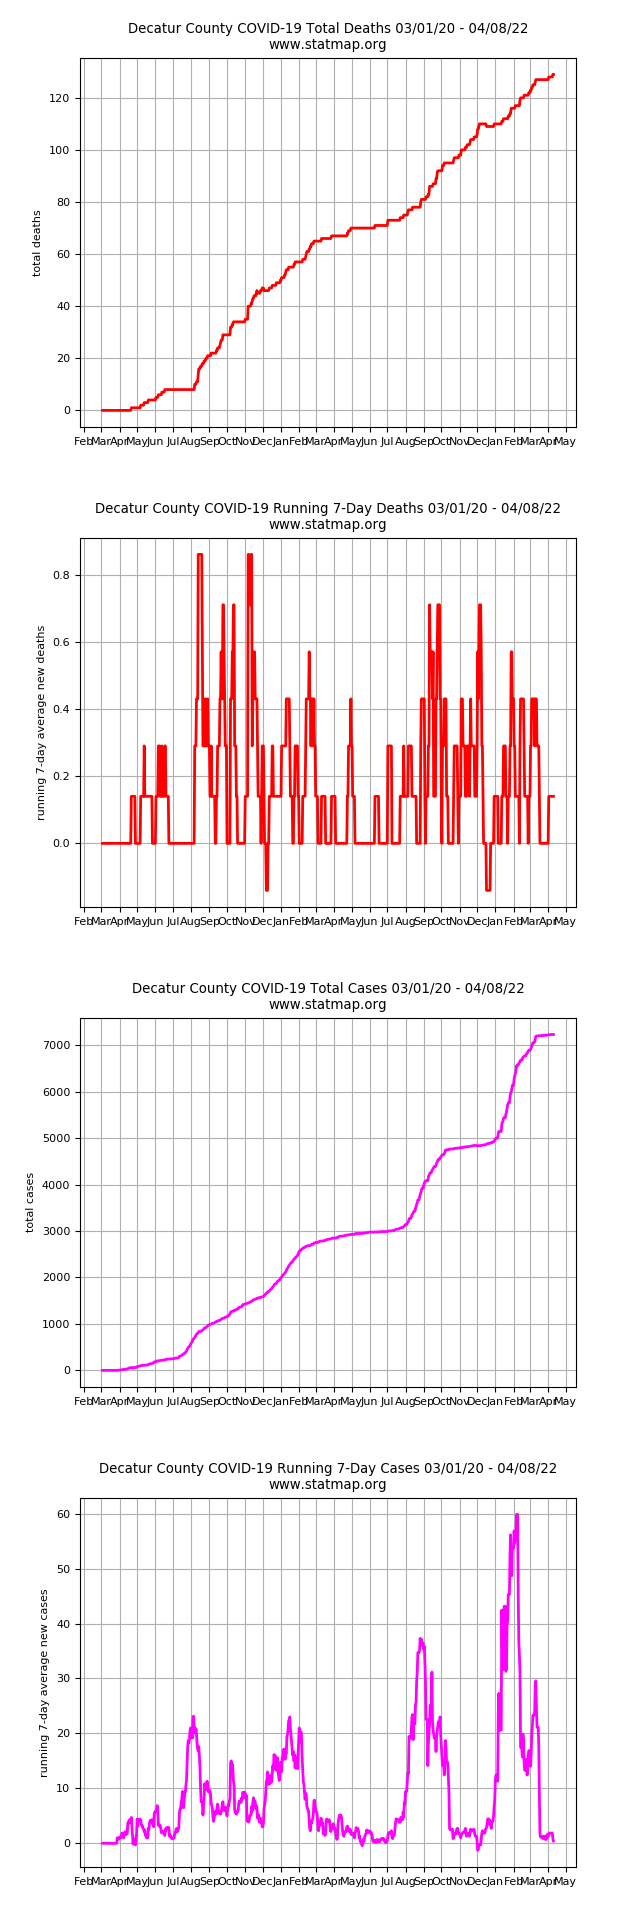 Decatur County COVID-19 Total Deaths 03/01/20 - 04/08/22
www.statmap.org
total deaths
120
100
80
60
40
20
0
Feb Mar Apr May Jun Jul Aug Sep Oct Nov Dec Jan Feb Mar Apr May Jun Jul Aug Sep Oct Nov Dec Jan Feb Mar Apr May
Decatur County COVID-19 Running 7-Day Deaths 03/01/20 - 04/08/22
www.statmap.org
running 7-day average new deaths
0.8
0.6
0.4
0.2
0.0
Feb Mar Apr May Jun Jul Aug Sep Oct Nov Dec Jan Feb Mar Apr May Jun Jul Aug Sep Oct Nov Dec Jan Feb Mar Apr May
Decatur County COVID-19 Total Cases 03/01/20 - 04/08/22
www.statmap.org
total cases
7000
6000
5000
4000
3000
2000
1000
0
Feb Mar Apr May Jun Jul Aug Sep Oct Nov Dec Jan Feb Mar Apr May Jun Jul Aug Sep Oct Nov Dec Jan Feb Mar Apr May
Decatur County COVID-19 Running 7-Day Cases 03/01/20 - 04/08/22
www.statmap.org
running 7-day average new cases
60
50
40
30
20
10
0
Feb Mar Apr May Jun Jul Aug Sep Oct Nov Dec Jan Feb Mar Apr May Jun Jul Aug Sep Oct Nov Dec Jan Feb Mar Apr May